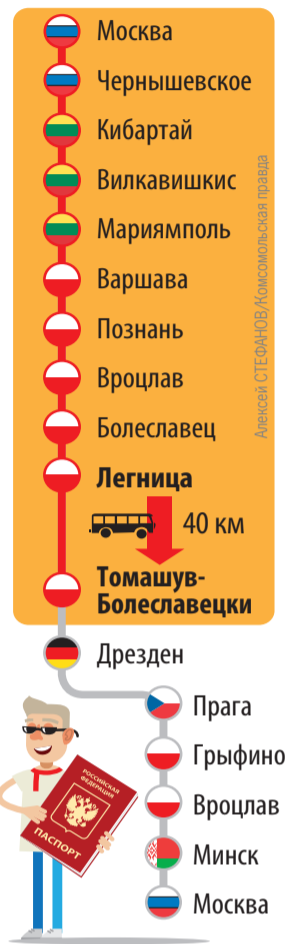 Москва
Чернышевское
Кибартай
Вилкавишкис
Мариямполь
Варшава
Познань
Вроцлав
Болеславец
Легница
40 км
Томашув-
Болеславецки
Алексей СТЕФАНОВ/Комсомольская правда
Дрезден
Прага
Грыфино
Вроцлав
Минск
Москва
РОССИЙСКАЯ
ФЕДЕРАЦИЯ
ПАСПОРТ